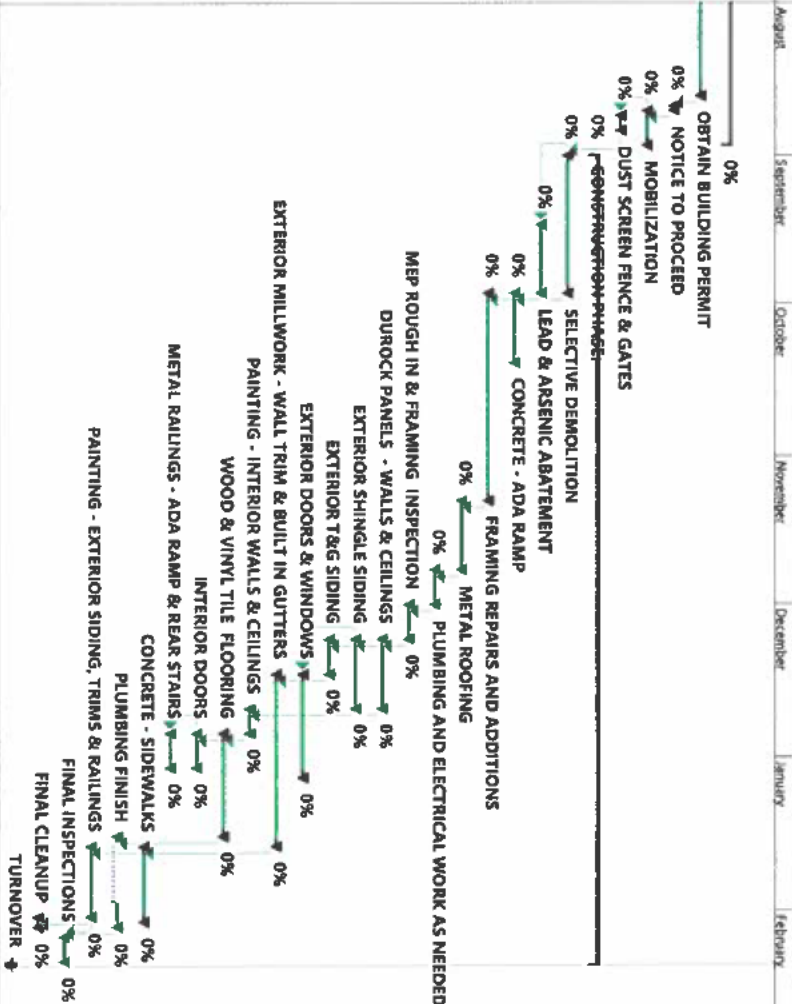 August
September
October
November
December
January
February
0%
OBTAIN BUILDING PERMIT
0% NOTICE TO PROCEED
0% MOBILIZATION
0% DUST SCREEN FENCE & GATES
0% CONSTRUCTION PHASE:
0% SELECTIVE DEMOLITION
0% LEAD & ARSENIC ABATEMENT
0% CONCRETE - ADA RAMP
0% FRAMING REPAIRS AND ADDITIONS
0% METAL ROOFING
0% PLUMBING AND ELECTRICAL WORK AS NEEDED
MEP ROUGH IN & FRAMING INSPECTION 0%
DUROCK PANELS - WALLS & CEILINGS 0%
EXTERIOR SHINGLE SIDING 0%
EXTERIOR T&G SIDING 0%
EXTERIOR DOORS & WINDOWS 0%
EXTERIOR MILLWORK - WALL TRIM & BUILT IN GUTTERS 0%
PAINTING - INTERIOR WALLS & CEILINGS 0%
WOOD & VINYL TILE FLOORING 0%
INTERIOR DOORS 0%
METAL RAILINGS - ADA RAMP & REAR STAIRS 0%
CONCRETE - SIDEWALKS 0%
PLUMBING FINISH 0%
PAINTING - EXTERIOR SIDING, TRIMS & RAILINGS 0%
FINAL INSPECTIONS 0%
FINAL CLEANUP 0%
TURNOVER